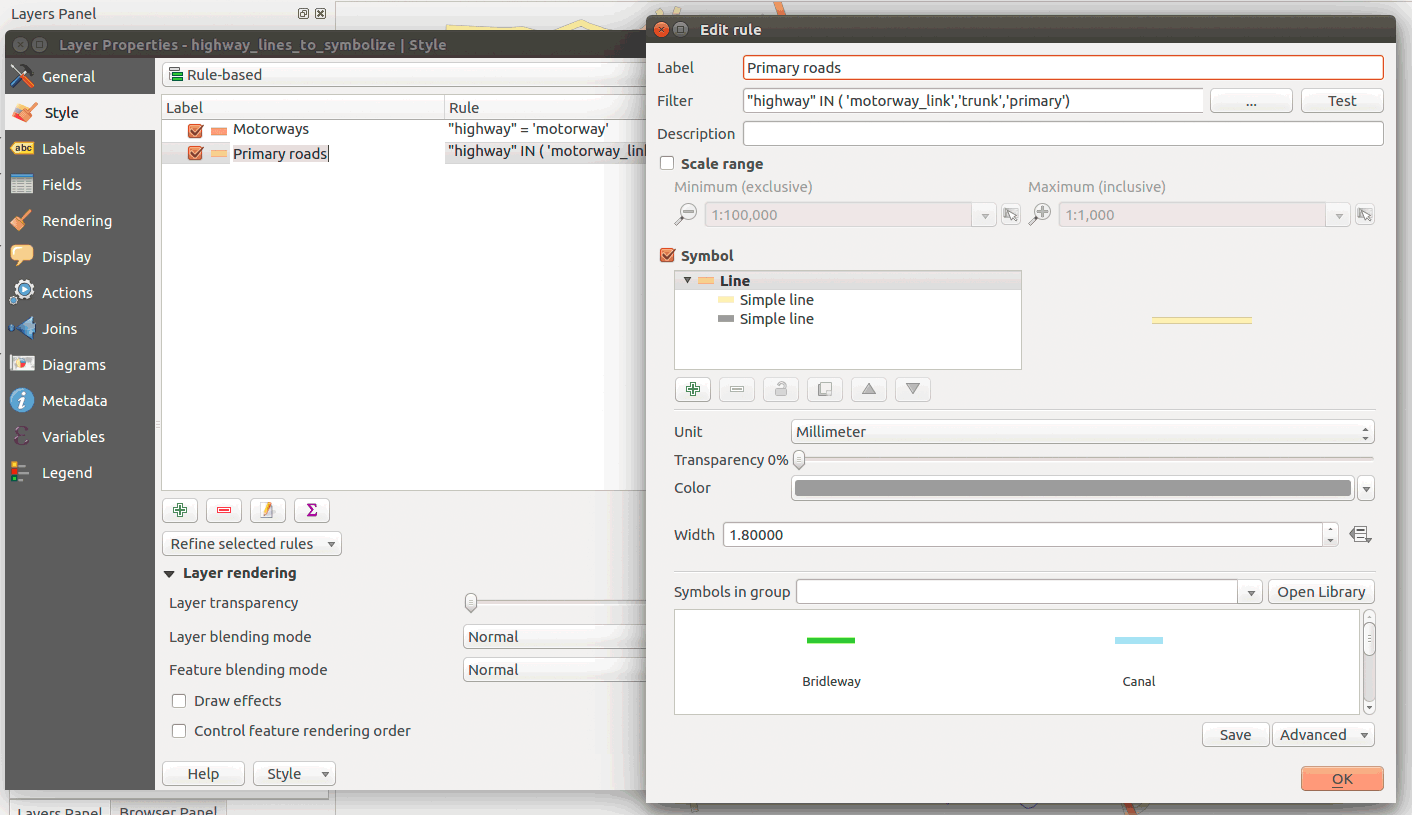 Layers Panel
Layer Properties - highway_lines_to_symbolize | Style
General
Style
Labels
Fields
Rendering
Display
Actions
Joins
Diagrams
Metadata
Variables
Legend
Rule-based
Label Rule
Motorways "highway" = 'motorway'
Primary roads "highway" IN ( 'motorway_link
Refine selected rules
Layer rendering
Layer transparency
Layer blending mode Normal
Feature blending mode Normal
Draw effects
Control feature rendering order
Help Style
Layers Panel Browser Panel
Edit rule
Label Primary roads
Filter "highway" IN ( 'motorway_link','trunk','primary') ... Test
Description
Scale range
Minimum (exclusive) Maximum (inclusive)
1:100,000 1:1,000
Symbol
Line
Simple line
Simple line
Unit Millimeter
Transparency 0%
Color
Width 1.80000
Symbols in group Open Library
Bridleway Canal
Save Advanced
OK